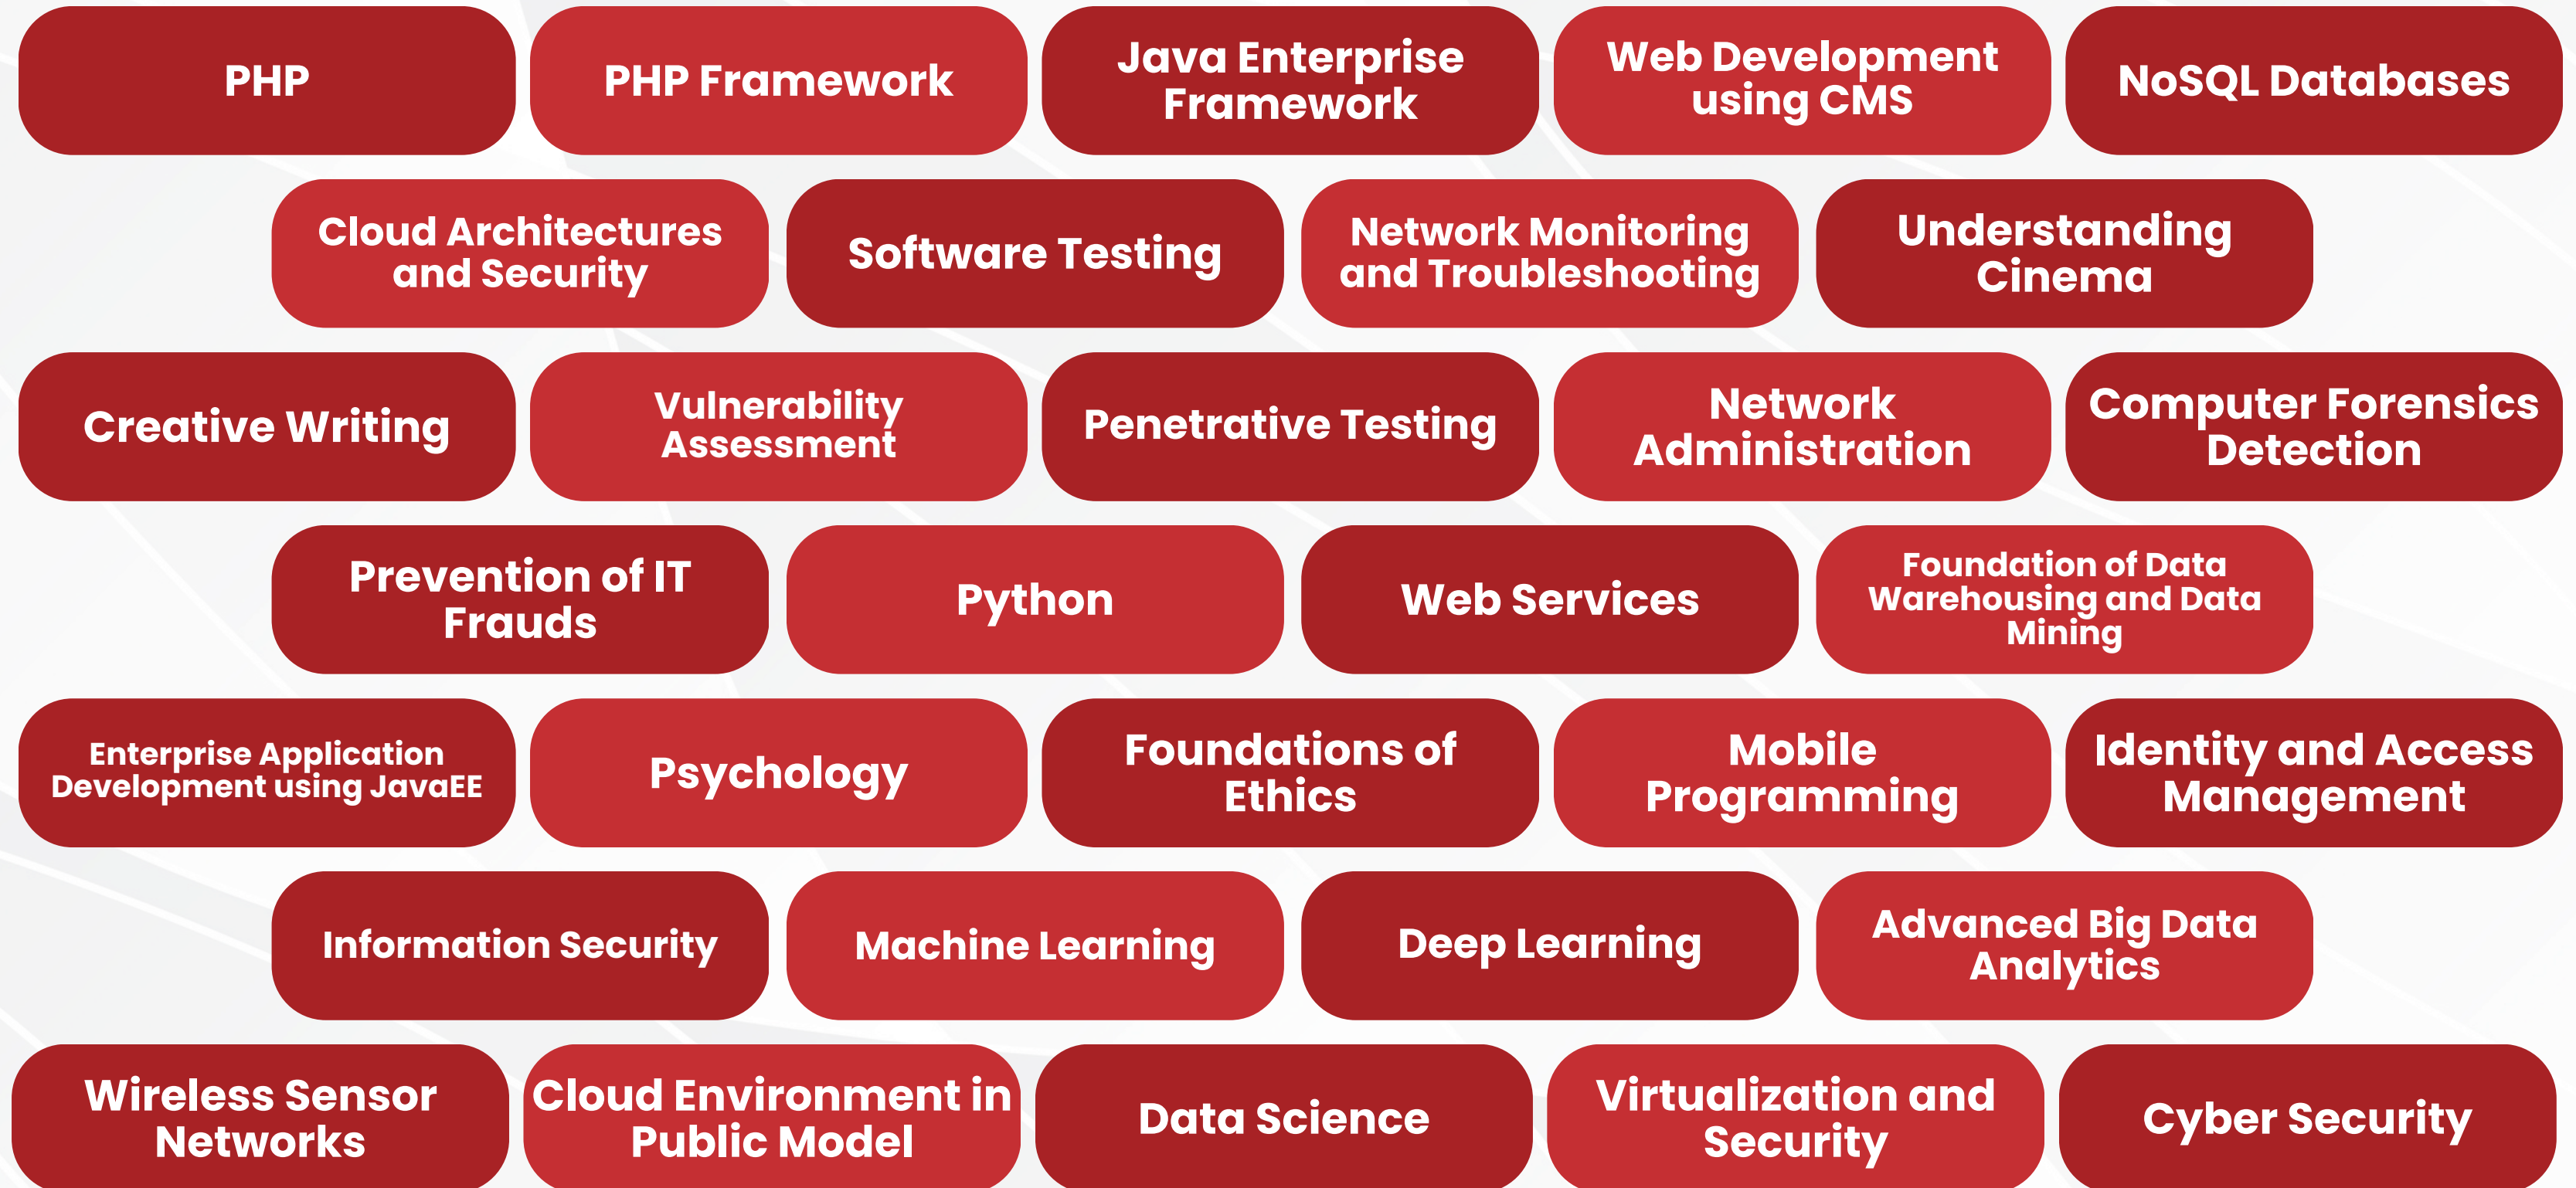 PHP
PHP Framework
Java Enterprise
Framework
Web Development
using CMS
NoSQL Databases
Cloud Architectures
and Security
Software Testing
Network Monitoring
and Troubleshooting
Understanding
Cinema
Creative Writing
Vulnerability
Assessment
Penetrative Testing
Network
Administration
Computer Forensics
Detection
Prevention of IT
Frauds
Python
Web Services
Foundation of Data
Warehousing and Data
Mining
Enterprise Application
Development using JavaEE
Psychology
Foundations of
Ethics
Mobile
Programming
Identity and Access
Management
Information Security
Machine Learning
Deep Learning
Advanced Big Data
Analytics
Wireless Sensor
Networks
Cloud Environment in
Public Model
Data Science
Virtualization and
Security
Cyber Security